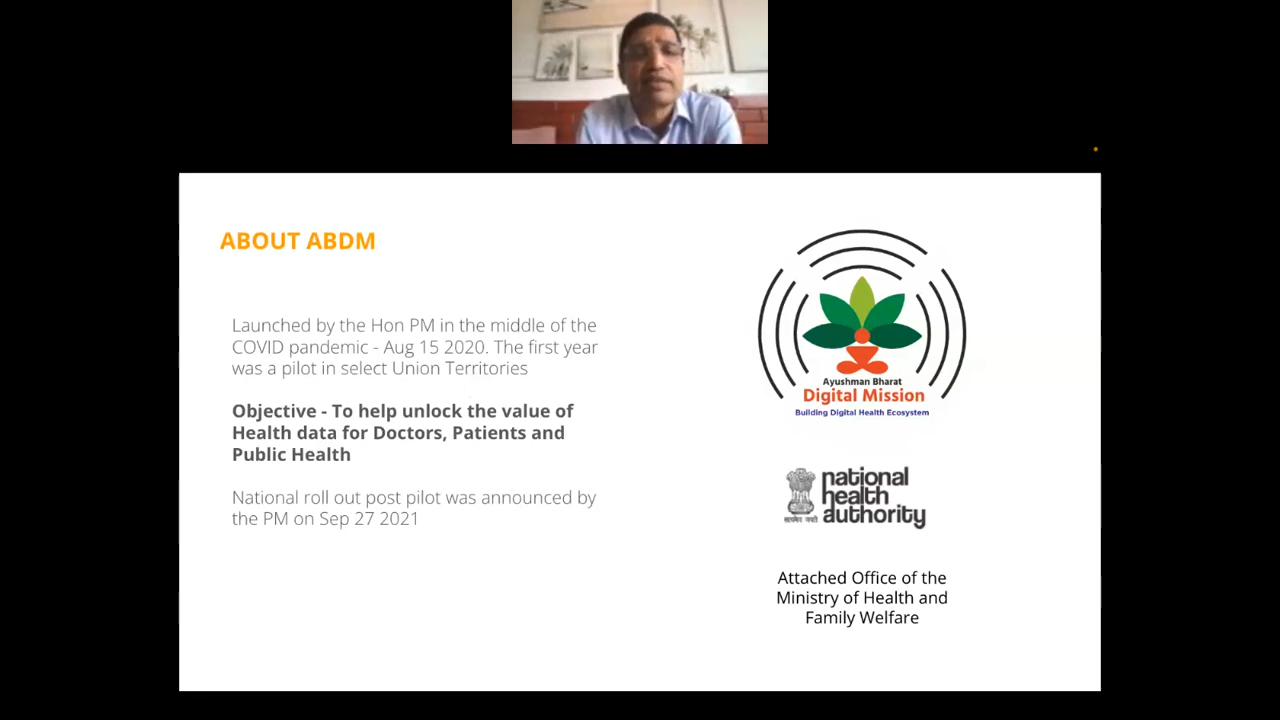 ABOUT ABDM
Launched by the Hon PM in the middle of the
COVID pandemic - Aug 15 2020. The first year
was a pilot in select Union Territories
Objective - To help unlock the value of
Health data for Doctors, Patients and
Public Health
National roll out post pilot was announced by
the PM on Sep 27 2021
Ayushman Bharat
Digital Mission
Building Digital Health Ecosystem
national
health
authority
सत्यमेव जयते
Attached Office of the
Ministry of Health and
Family Welfare